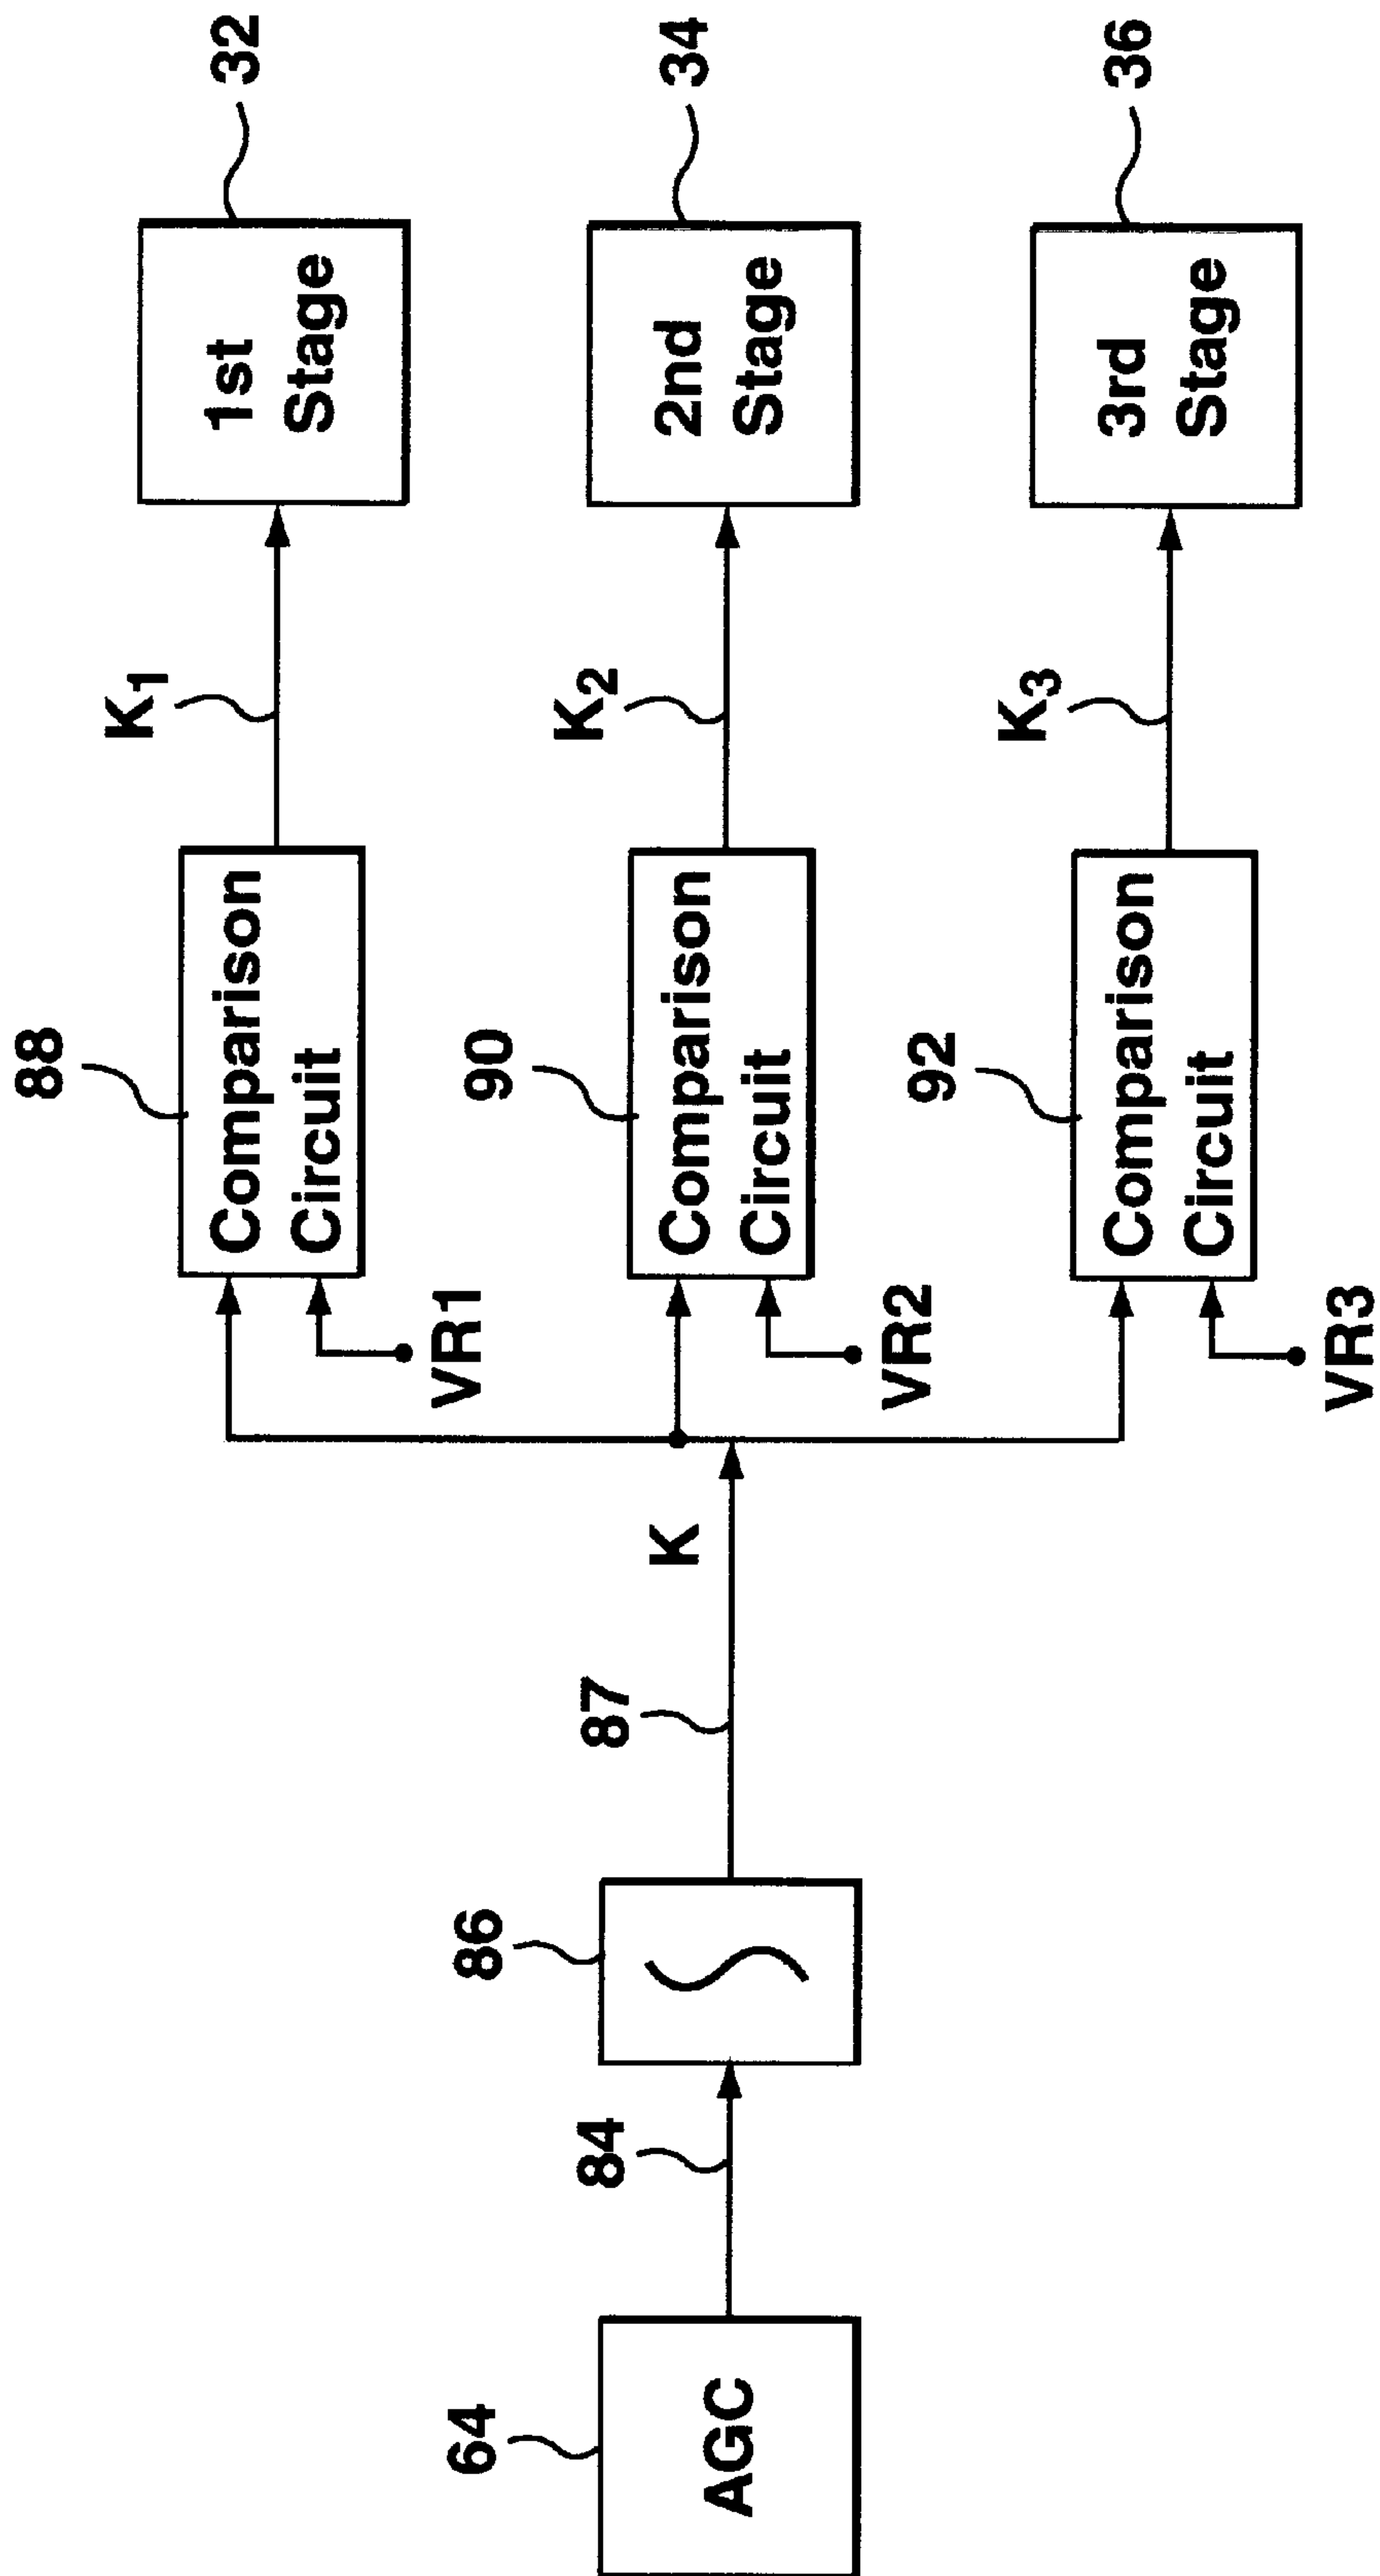 64
AGC
84
86
87
K
88
Comparison
Circuit
VR1
K1
1st
Stage
32
90
Comparison
Circuit
VR2
K2
2nd
Stage
34
92
Comparison
Circuit
VR3
K3
3rd
Stage
36